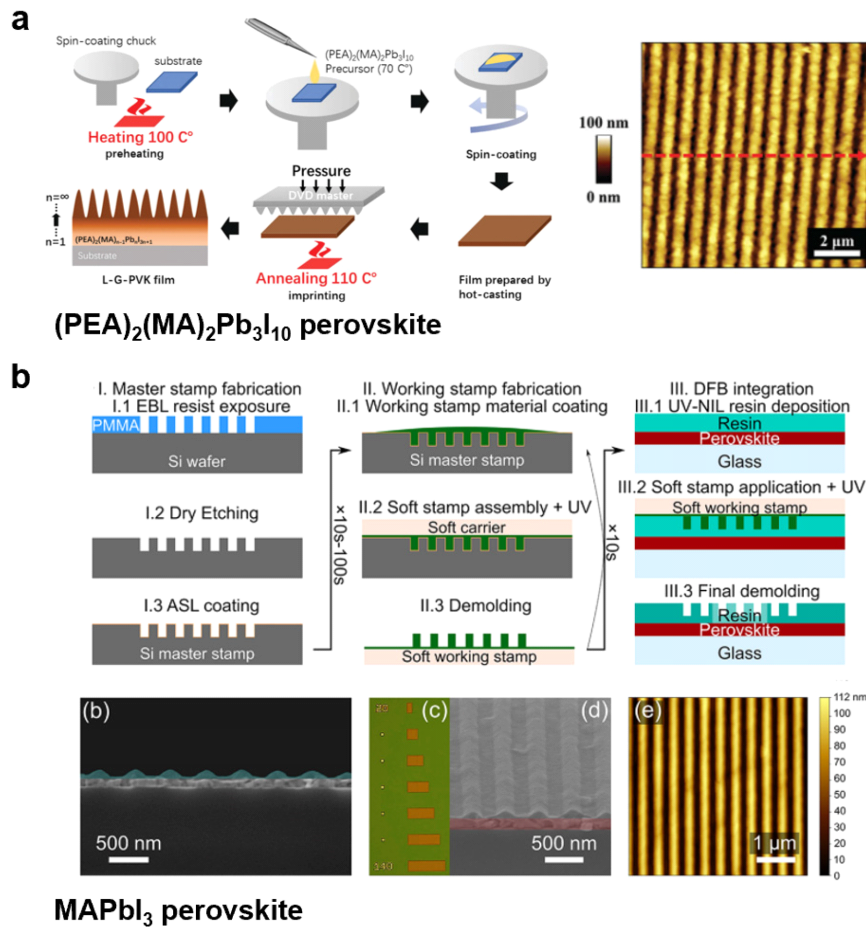 a
Spin-coating chuck
substrate
Heating 100 C°
preheating
(PEA)₂(MA)₂Pb₃I₁₀
Precursor (70 C°)
Spin-coating
100 nm
0 nm
2 μm
Pressure
DVD master
Annealing 110 C°
imprinting
Film prepared by
hot-casting
n=∞
n=1
(PEA)₂(MA)ₙ₋₁PbₙI₃ₙ₊₁
Substrate
L-G-PVK film
(PEA)₂(MA)₂Pb₃I₁₀ perovskite
b
I. Master stamp fabrication
I.1 EBL resist exposure
PMMA
Si wafer
I.2 Dry Etching
I.3 ASL coating
Si master stamp
×10s-100s
II. Working stamp fabrication
II.1 Working stamp material coating
Si master stamp
II.2 Soft stamp assembly + UV
Soft carrier
II.3 Demolding
Soft working stamp
×10s
III. DFB integration
III.1 UV-NIL resin deposition
Resin
Perovskite
Glass
III.2 Soft stamp application + UV
Soft working stamp
III.3 Final demolding
Resin
Perovskite
Glass
(b)
500 nm
(c)
140
(d)
500 nm
(e)
1 μm
112 nm
100
90
80
70
60
50
40
30
20
10
0
MAPbI₃ perovskite